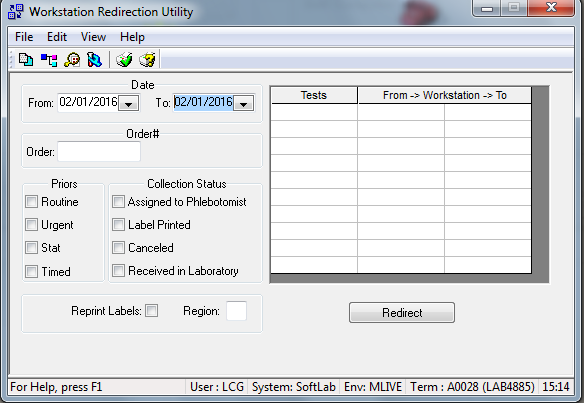 Workstation Redirection Utility
File Edit View Help
Date
From: 02/01/2016 To: 02/01/2016
Order#
Order:
Priors
Routine
Urgent
Stat
Timed
Collection Status
Assigned to Phlebotomist
Label Printed
Canceled
Received in Laboratory
Reprint Labels: Region:
Tests From -> Workstation -> To
Redirect
For Help, press F1 User : LCG System: SoftLab Env: MLIVE Term : A0028 (LAB4885) 15:14